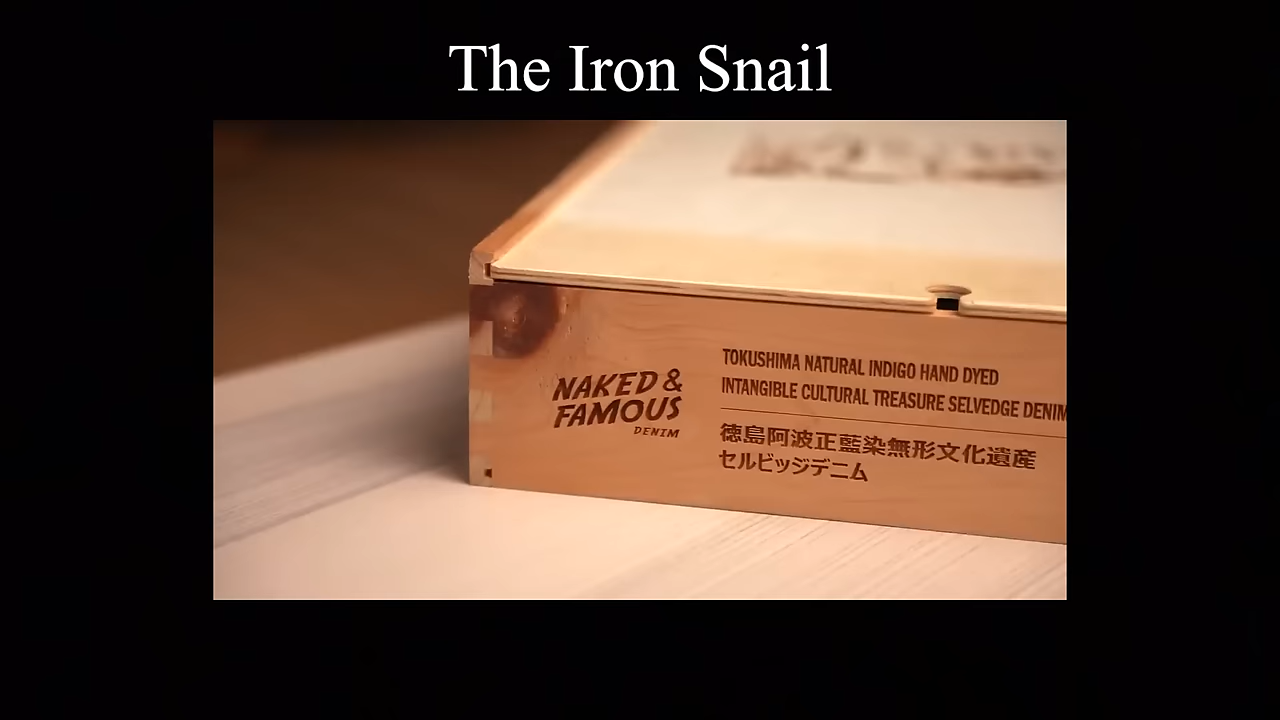 The Iron Snail
NAKED &
FAMOUS
DENIM
TOKUSHIMA NATURAL INDIGO HAND DYED
INTANGIBLE CULTURAL TREASURE SELVEDGE DENIM
徳島阿波正藍染無形文化遺産
セルビッジデニム